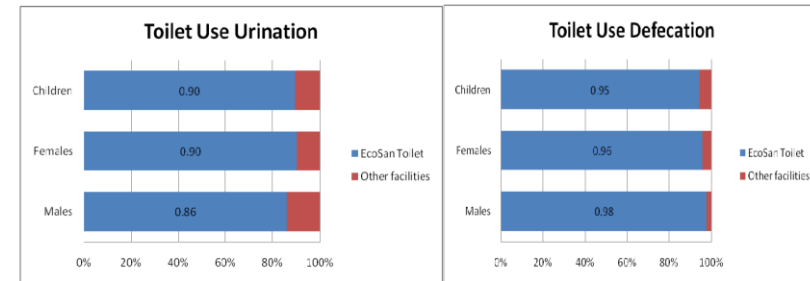 Toilet Use Urination
Children
0.90
Females
0.90
Males
0.86
0% 20% 40% 60% 80% 100%
EcoSan Toilet
Other facilities
Toilet Use Defecation
Children
0.95
Females
0.96
Males
0.98
0% 20% 40% 60% 80% 100%
EcoSan Toilet
Other facilities